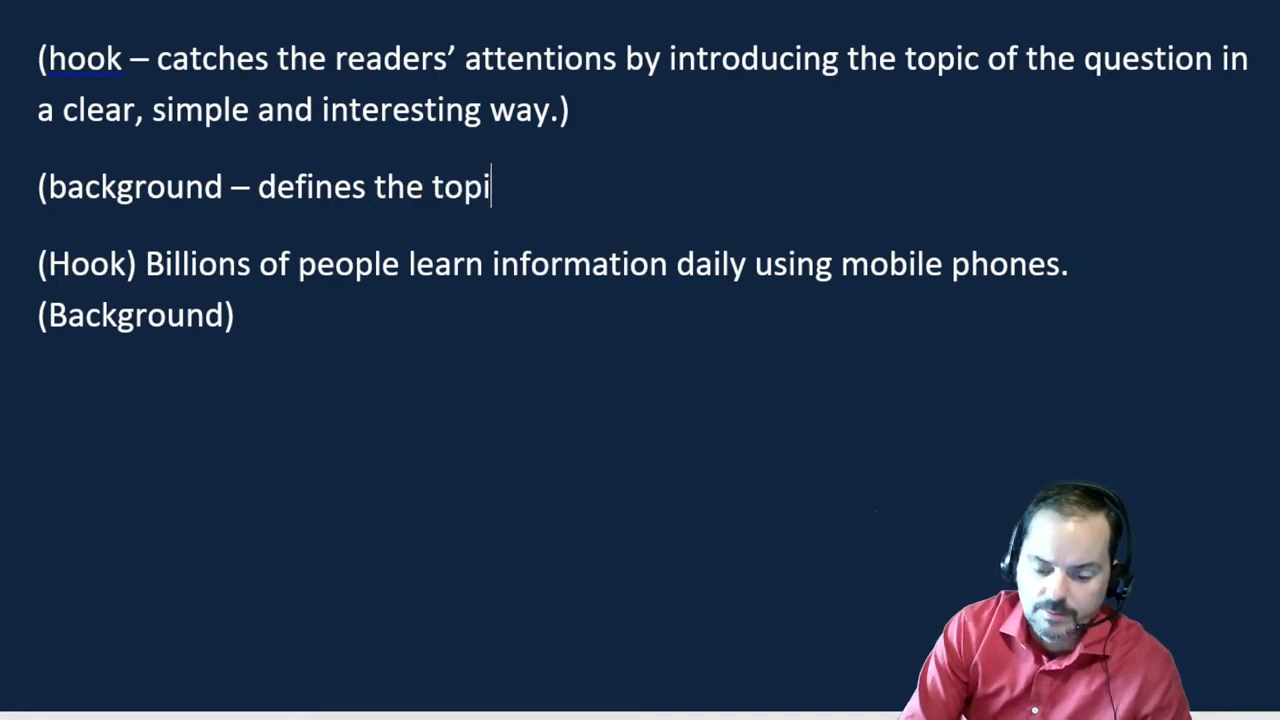 (hook – catches the readers’ attentions by introducing the topic of the question in
a clear, simple and interesting way.)
(background – defines the topi
(Hook) Billions of people learn information daily using mobile phones.
(Background)